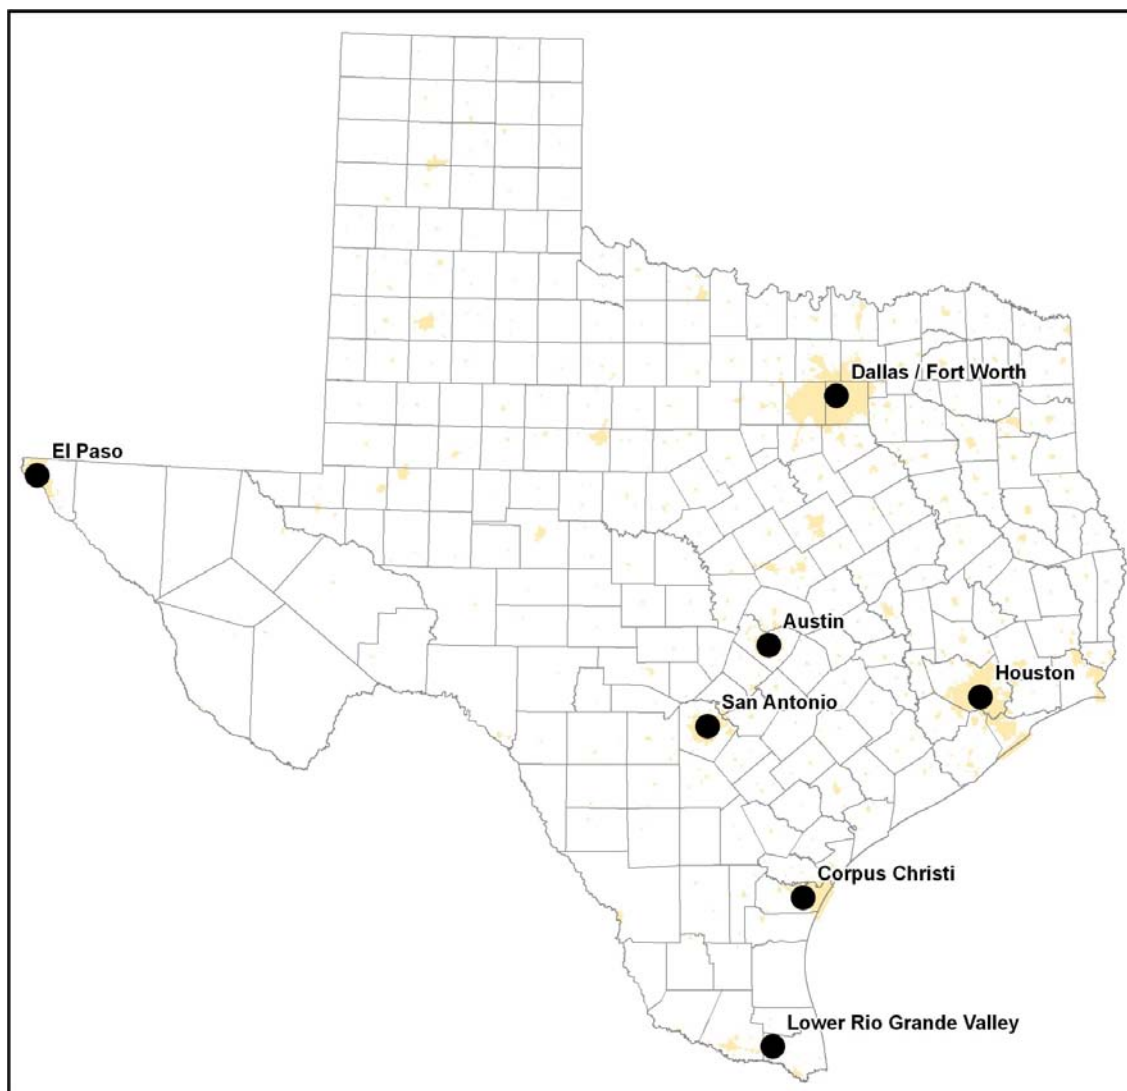 Dallas / Fort Worth
El Paso
Austin
Houston
San Antonio
Corpus Christi
Lower Rio Grande Valley